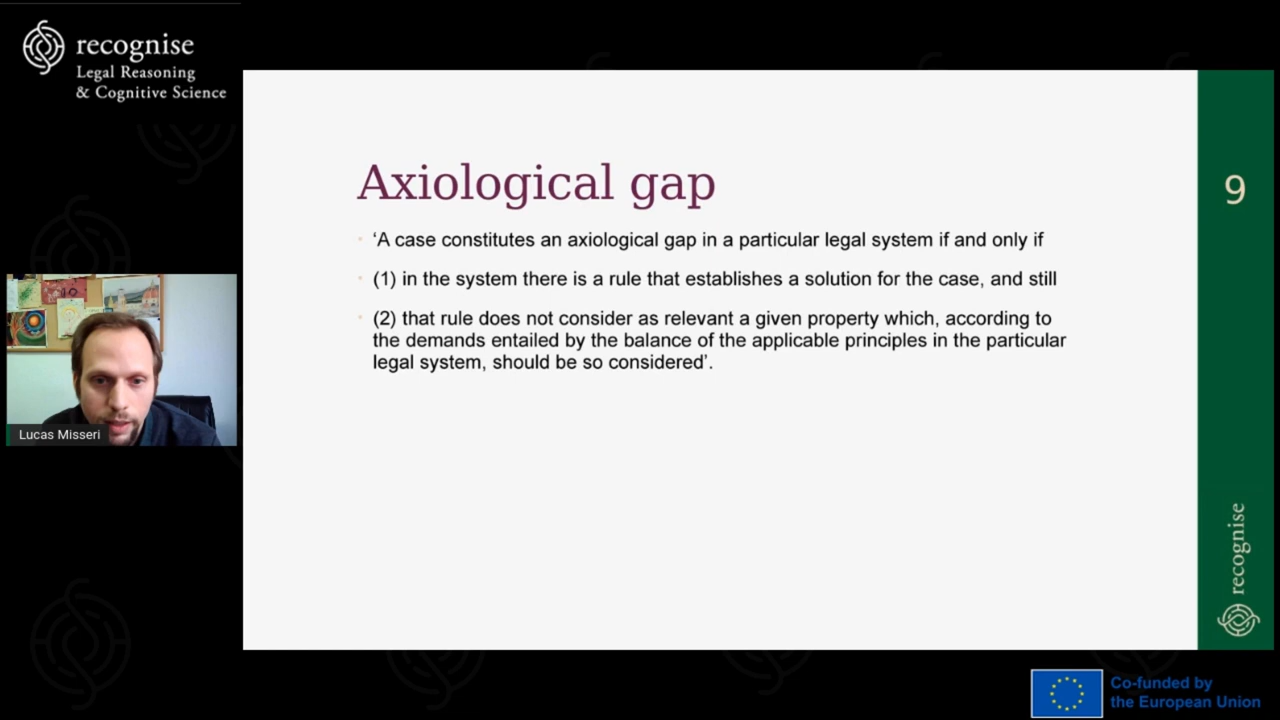 recognise
Legal Reasoning
& Cognitive Science
Axiological gap
9
‘A case constitutes an axiological gap in a particular legal system if and only if
(1) in the system there is a rule that establishes a solution for the case, and still
(2) that rule does not consider as relevant a given property which, according to
the demands entailed by the balance of the applicable principles in the particular
legal system, should be so considered’.
Lucas Misseri
recognise
Co-funded by
the European Union